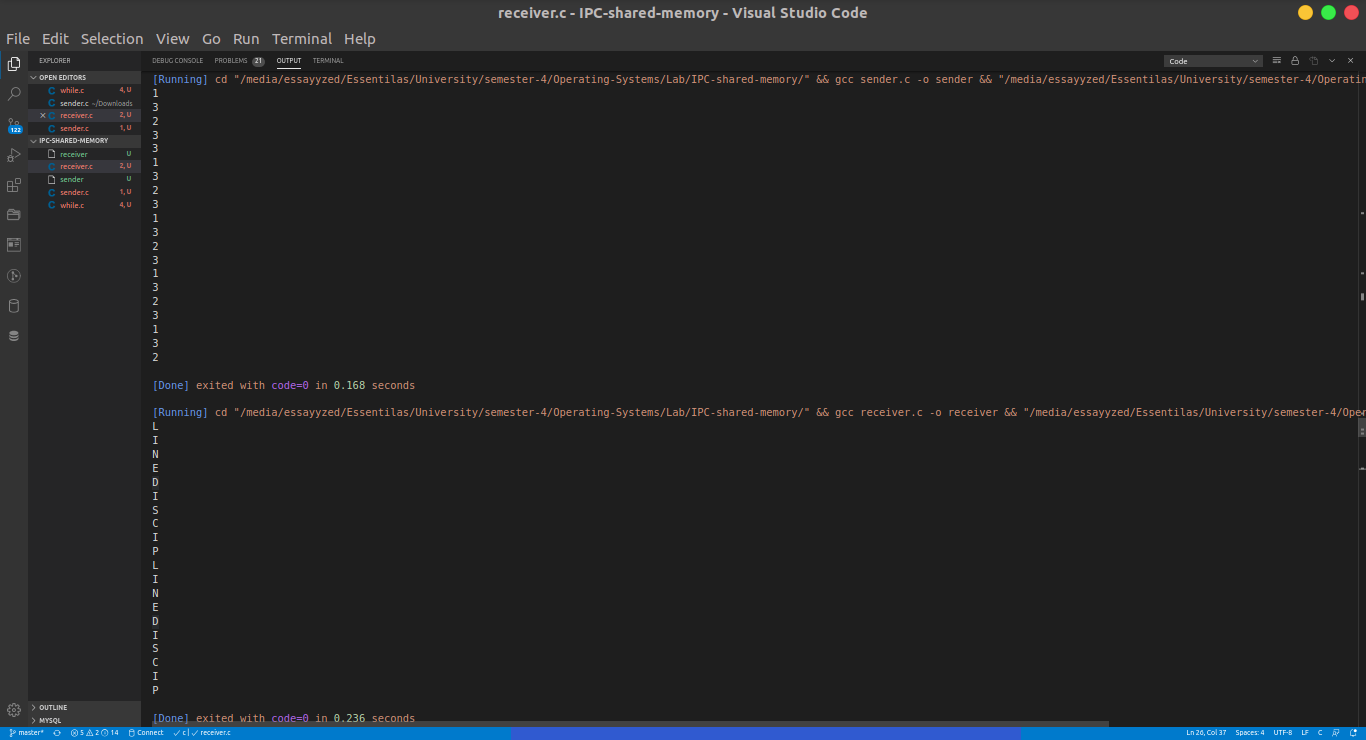 receiver.c - IPC-shared-memory - Visual Studio Code
File Edit Selection View Go Run Terminal Help
EXPLORER
DEBUG CONSOLE PROBLEMS 21 OUTPUT TERMINAL
Code
OPEN EDITORS
while.c 4, U
sender.c ~/Downloads
receiver.c 2, U
sender.c 1, U
IPC-SHARED-MEMORY
receiver U
receiver.c 2, U
sender U
sender.c 1, U
while.c 4, U
122
OUTLINE
MYSQL
[Running] cd "/media/essayyzed/Essentilas/University/semester-4/Operating-Systems/Lab/IPC-shared-memory/" && gcc sender.c -o sender && "/media/essayyzed/Essentilas/University/semester-4/Operatin
1
3
2
3
3
1
3
2
3
1
3
2
3
1
3
2
3
1
3
2
[Done] exited with code=0 in 0.168 seconds
[Running] cd "/media/essayyzed/Essentilas/University/semester-4/Operating-Systems/Lab/IPC-shared-memory/" && gcc receiver.c -o receiver && "/media/essayyzed/Essentilas/University/semester-4/Oper
L
I
N
E
D
I
S
C
I
P
L
I
N
E
D
I
S
C
I
P
[Done] exited with code=0 in 0.236 seconds
master* 5 2 14 Connect c | receiver.c Ln 26, Col 37 Spaces: 4 UTF-8 LF C